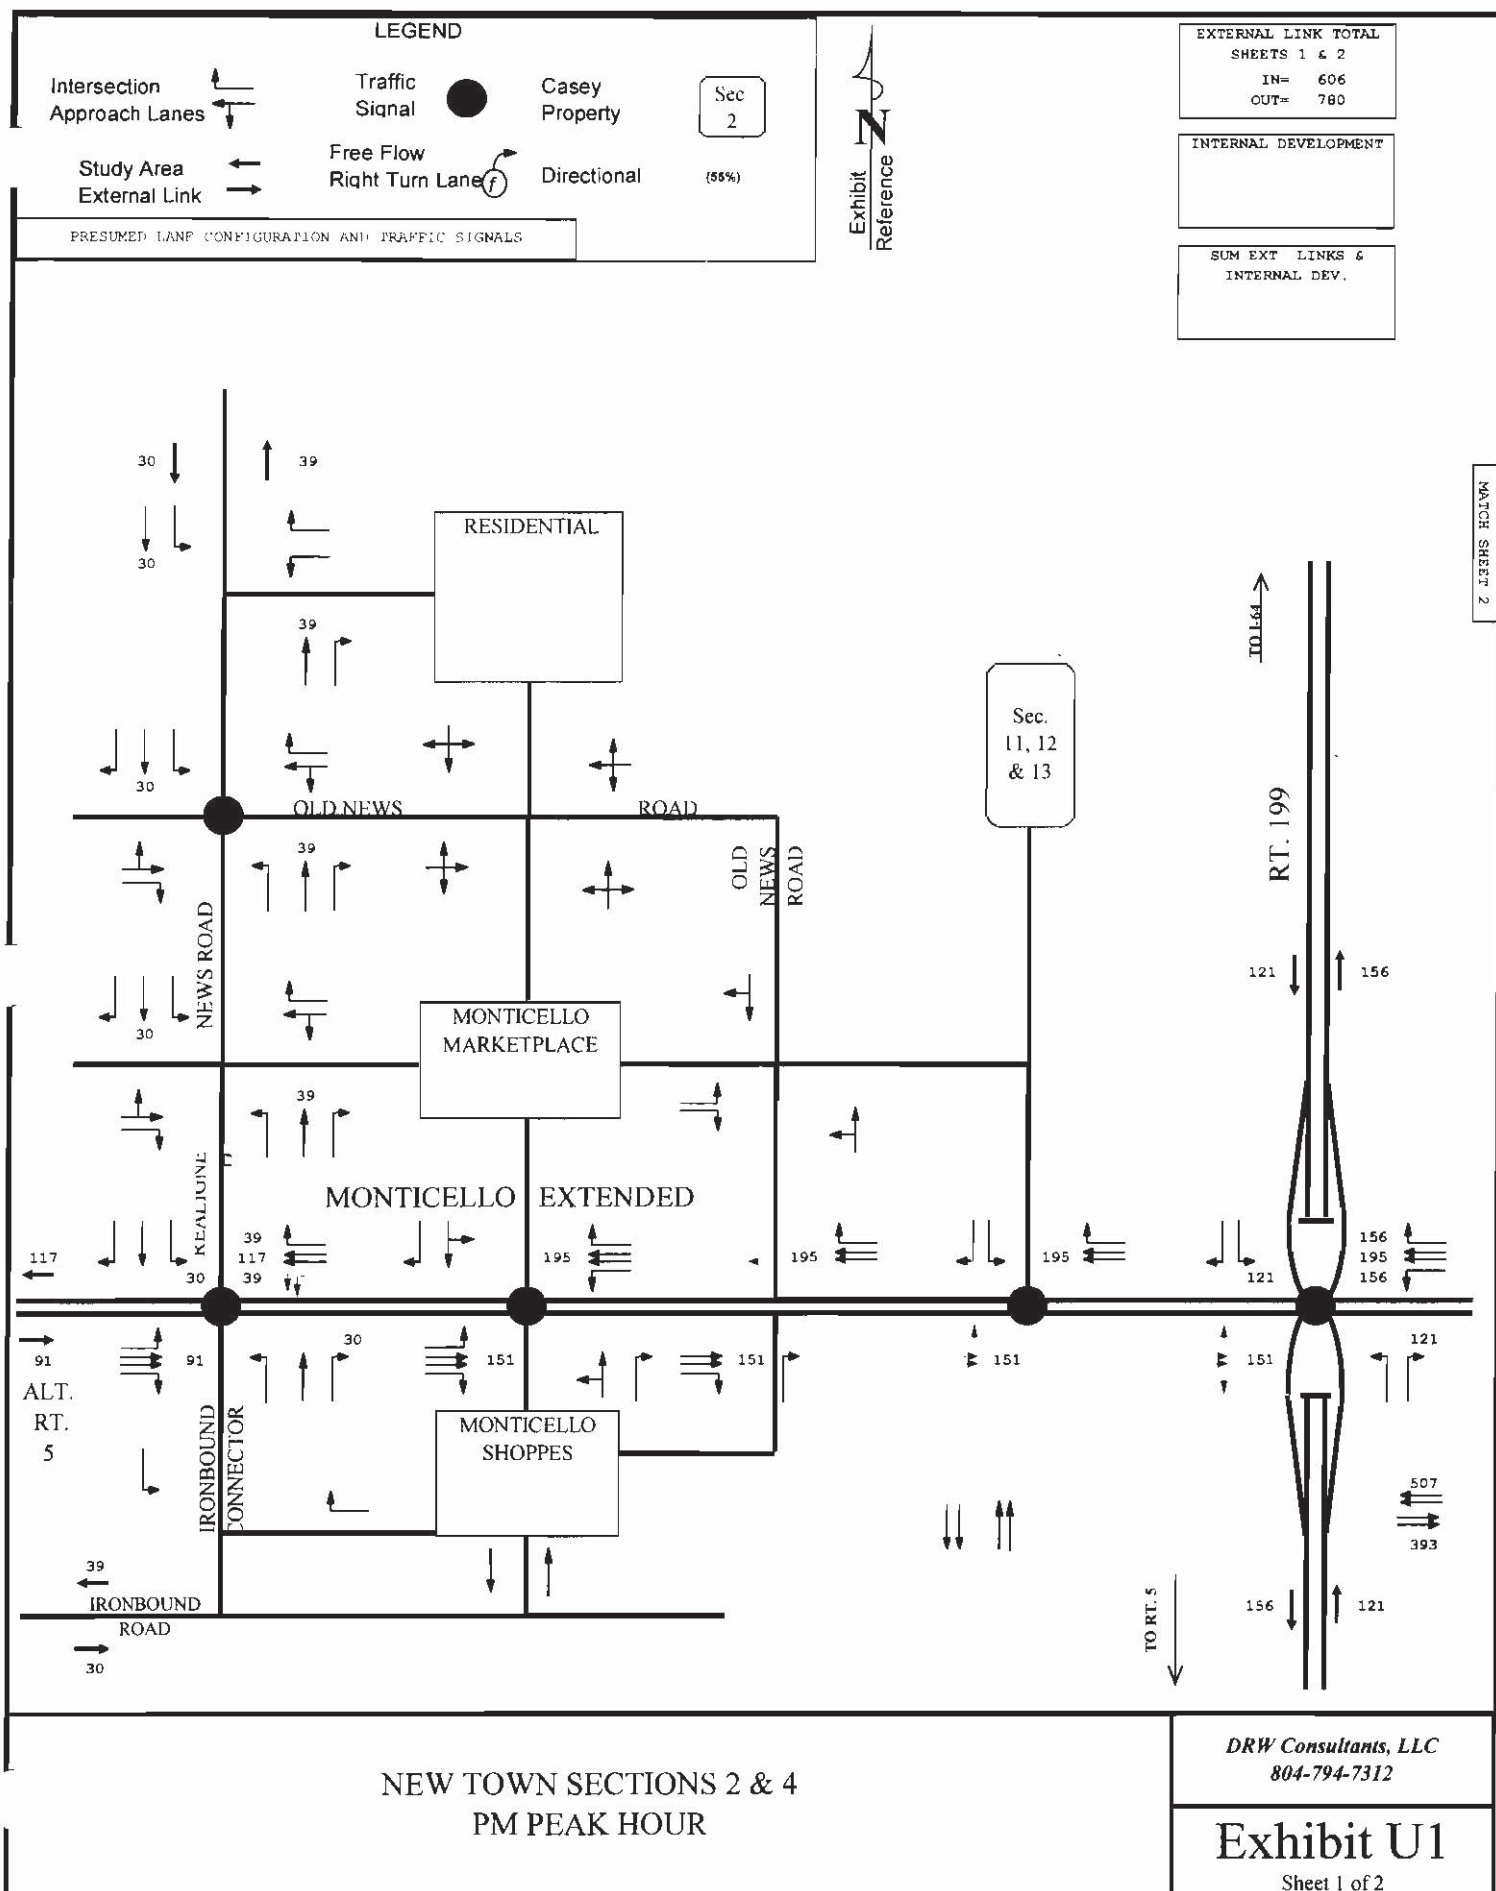 LEGEND
Intersection
Approach Lanes
Traffic
Signal
Casey
Property
Sec
2
Study Area
External Link
Free Flow
Right Turn Lane
f
Directional
(55%)
PRESUMED LANE CONFIGURATION AND TRAFFIC SIGNALS
N
Exhibit
Reference
EXTERNAL LINK TOTAL
SHEETS 1 & 2
IN= 606
OUT= 780
INTERNAL DEVELOPMENT
SUM EXT LINKS &
INTERNAL DEV.
MATCH SHEET 2
30
39
30
RESIDENTIAL
39
TO I-64
Sec.
11, 12
& 13
30
OLD NEWS
ROAD
RT. 199
39
OLD
NEWS
ROAD
NEWS ROAD
30
121
156
MONTICELLO
MARKETPLACE
39
REALIGNE
MONTICELLO EXTENDED
117
39
117
30
39
195
195
195
156
195
121
156
91
91
30
151
151
151
151
121
ALT.
RT.
5
IRONBOUND
CONNECTOR
MONTICELLO
SHOPPES
507
393
39
IRONBOUND
ROAD
30
TO RT. 5
156
121
NEW TOWN SECTIONS 2 & 4
PM PEAK HOUR
DRW Consultants, LLC
804-794-7312
Exhibit U1
Sheet 1 of 2